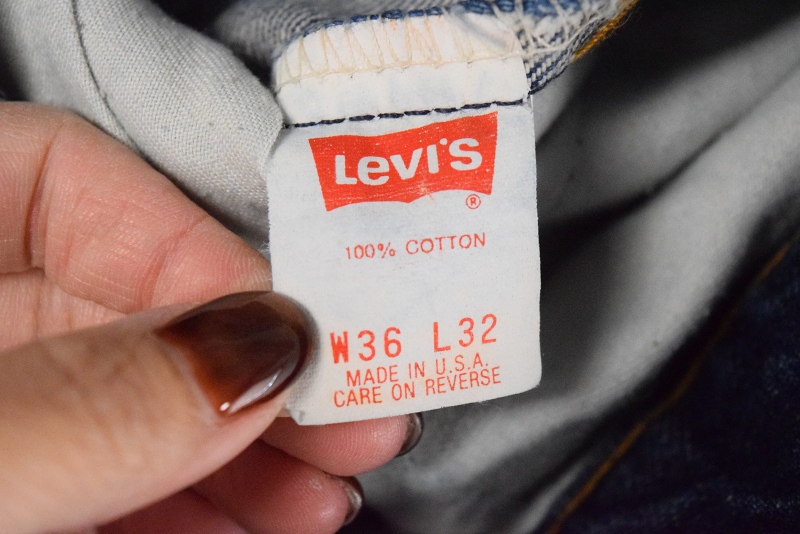 Levi's
®
100% COTTON
W36 L32
MADE IN U.S.A.
CARE ON REVERSE